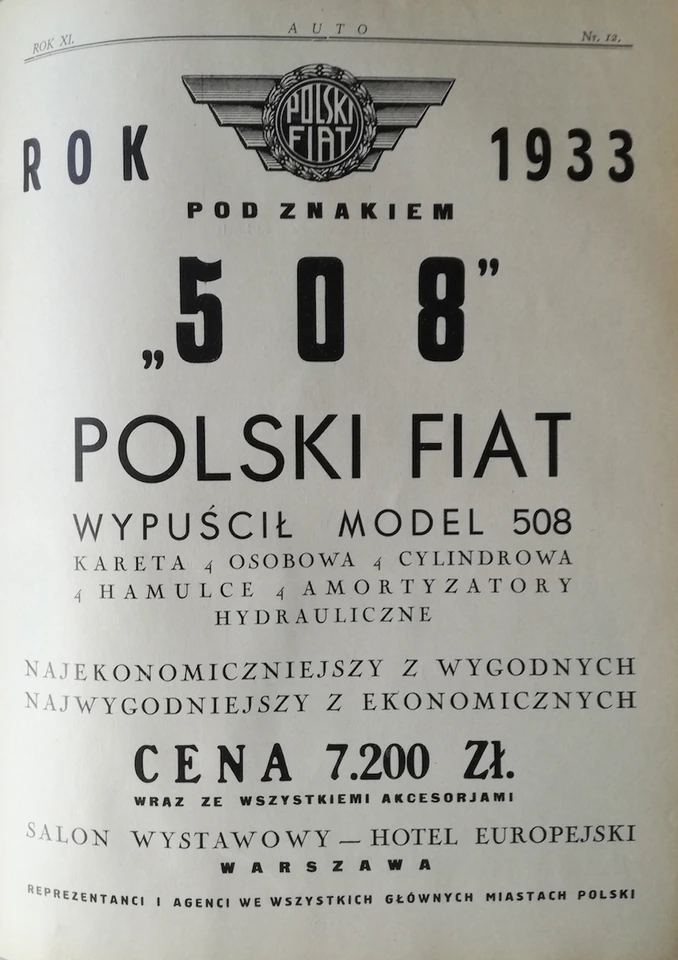 ROK XI.
AUTO
Nr. 12.
POLSKI
FIAT
ROK 1933
POD ZNAKIEM
„508”
POLSKI FIAT
WYPUŚCIŁ MODEL 508
KARETA 4 OSOBOWA 4 CYLINDROWA
4 HAMULCE 4 AMORTYZATORY
HYDRAULICZNE
NAJEKONOMICZNIEJSZY Z WYGODNYCH
NAJWYGODNIEJSZY Z EKONOMICZNYCH
CENA 7.200 Zł.
WRAZ ZE WSZYSTKIEMI AKCESORJAMI
SALON WYSTAWOWY — HOTEL EUROPEJSKI
WARSZAWA
REPREZENTANCI I AGENCI WE WSZYSTKICH GŁÓWNYCH MIASTACH POLSKI